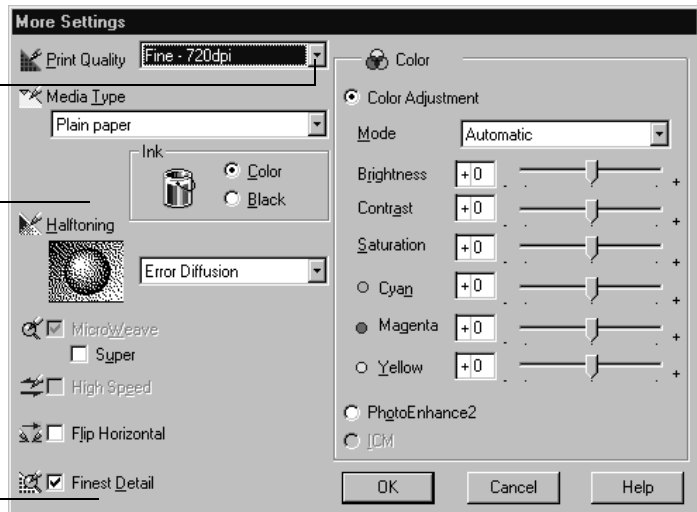 More Settings
Print Quality
Fine - 720dpi
Media Type
Plain paper
Ink
Color
Black
Halftoning
Error Diffusion
MicroWeave
Super
High Speed
Flip Horizontal
Finest Detail
Color
Color Adjustment
Mode
Automatic
Brightness +0 - +
Contrast +0 - +
Saturation +0 - +
Cyan +0 - +
Magenta +0 - +
Yellow +0 - +
PhotoEnhance2
ICM
OK
Cancel
Help